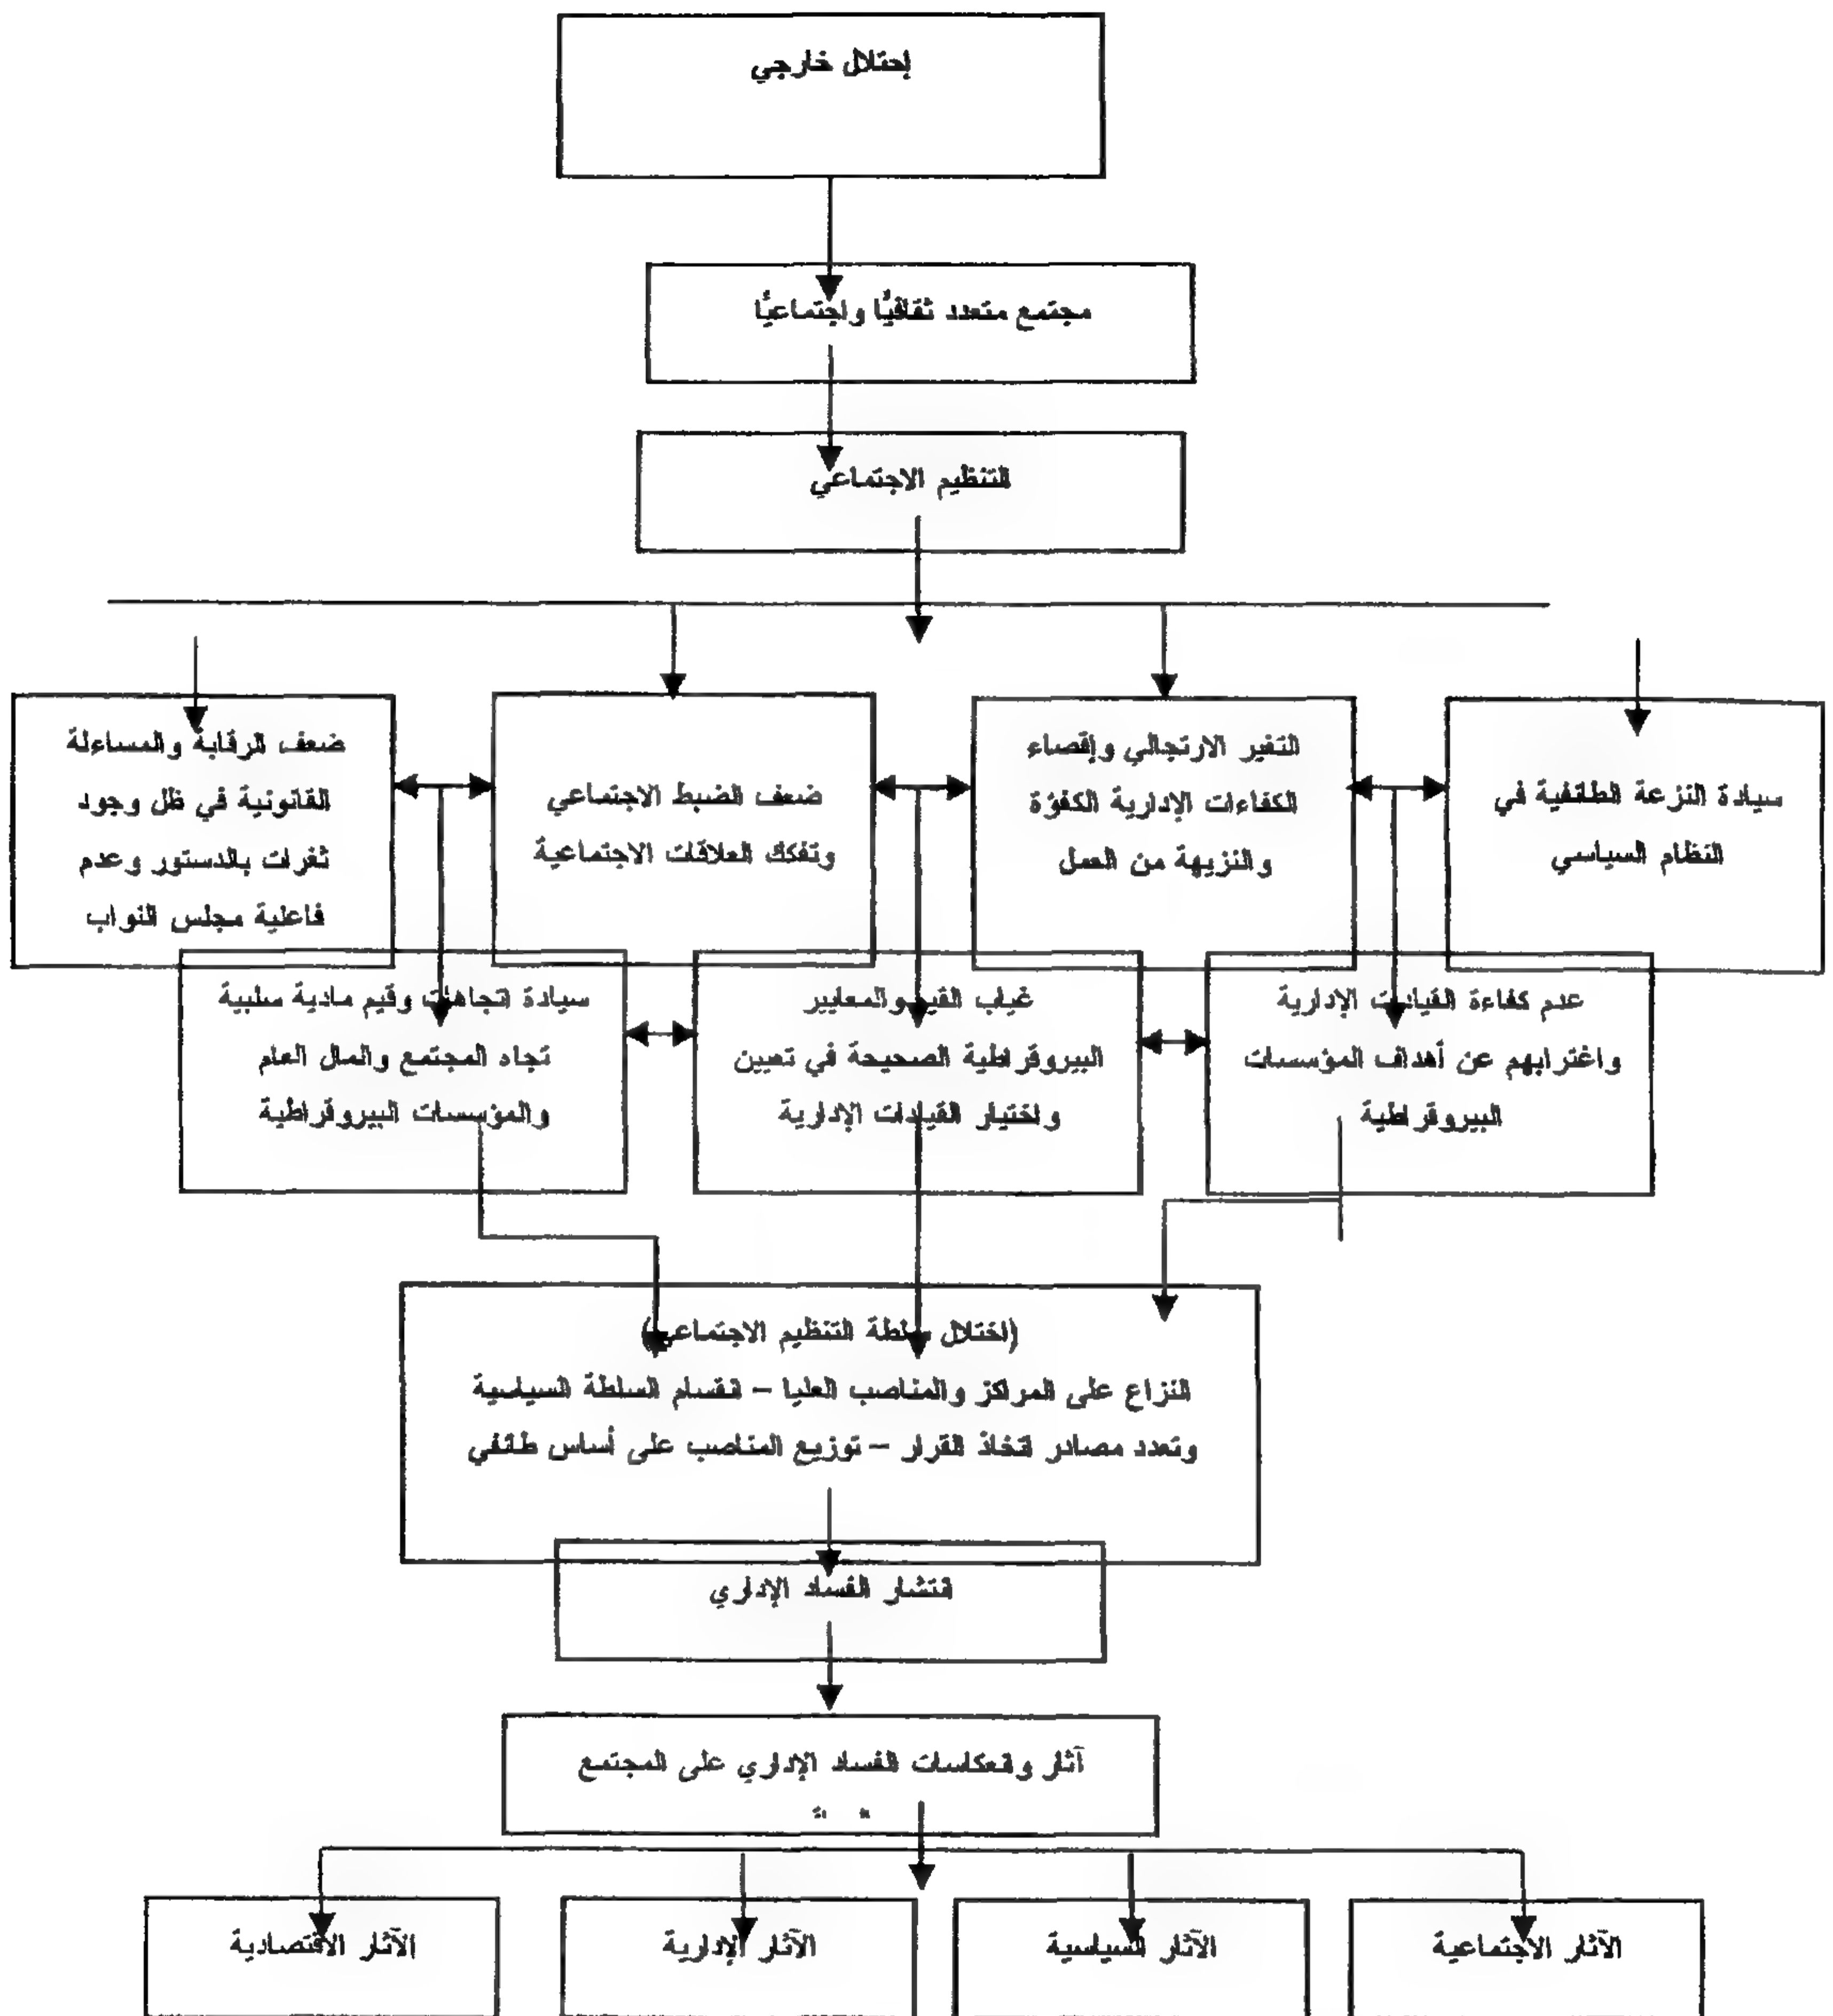 إحتلال خارجي
مجتمع متعدد ثقافيًا واجتماعيًا
التنظيم الاجتماعي
سيادة النزعة الطائفية في
النظام السياسي
التغير الارتجالي وإقصاء
الكفاءات الإدارية الكفؤة
والنزيهة من العمل
ضعف الضبط الاجتماعي
وتفكك العلاقات الاجتماعية
ضعف الرقابة والمساءلة
القانونية في ظل وجود
ثغرات بالدستور وعدم
فاعلية مجلس النواب
عدم كفاءة القيادات الإدارية
واغترابهم عن أهداف المؤسسات
البيروقراطية
غياب القيم والمعايير
البيروقراطية الصحيحة في تعيين
واختيار القيادات الإدارية
سيادة اتجاهات وقيم مادية سلبية
تجاه المجتمع والمال العام
والمؤسسات البيروقراطية
(اختلال سلطة التنظيم الاجتماعي)
النزاع على المراكز والمناصب العليا – انقسام السلطة السياسية
وتعدد مصادر اتخاذ القرار – توزيع المناصب على أساس طائفي
انتشار الفساد الإداري
آثار وانعكاسات الفساد الإداري على المجتمع
الآثار الاجتماعية
الآثار السياسية
الآثار الإدارية
الآثار الاقتصادية